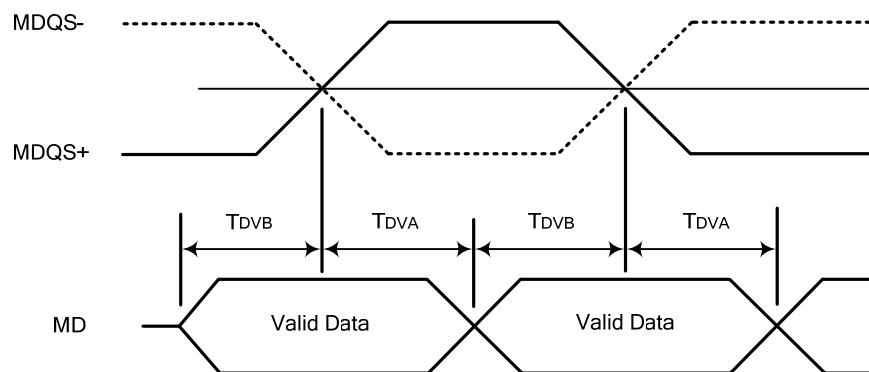 MDQS-
MDQS+
TDVB TDVA TDVB TDVA
MD Valid Data Valid Data